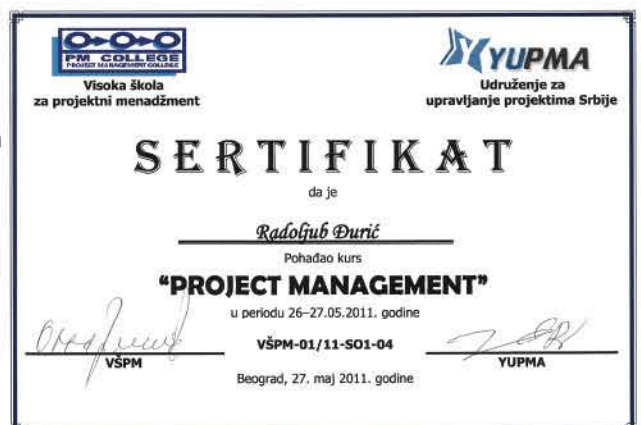 PM COLLEGE
PROJECT MANAGEMENT COLLEGE
Visoka škola
za projektni menadžment
YUPMA
Udruženje za
upravljanje projektima Srbije
SERTIFIKAT
da je
Radoljub Đurić
Pohađao kurs
“PROJECT MANAGEMENT”
u periodu 26–27.05.2011. godine
VŠPM-01/11-SO1-04
VŠPM
YUPMA
Beograd, 27. maj 2011. godine